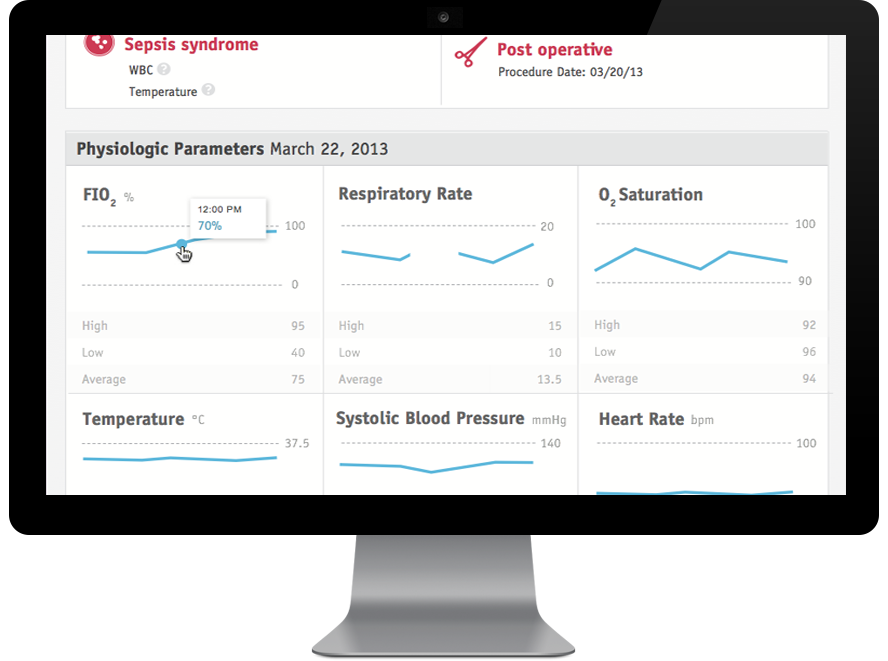 Sepsis syndrome
WBC ?
Temperature ?
Post operative
Procedure Date: 03/20/13
Physiologic Parameters March 22, 2013
FIO2 %
12:00 PM
70%
100
0
High 95
Low 40
Average 75
Respiratory Rate
20
0
High 15
Low 10
Average 13.5
O2 Saturation
100
90
High 92
Low 96
Average 94
Temperature °C
37.5
Systolic Blood Pressure mmHg
140
Heart Rate bpm
100